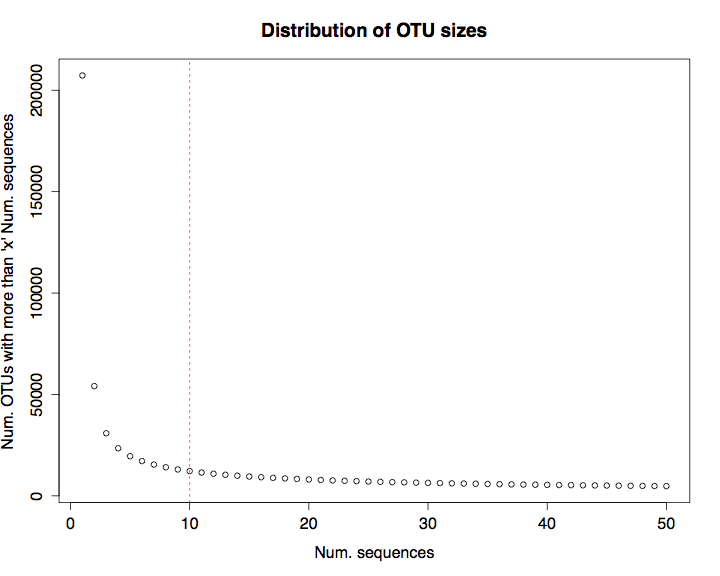 Distribution of OTU sizes
Num. OTUs with more than 'x' Num. sequences
200000
150000
100000
50000
0
0 10 20 30 40 50
Num. sequences